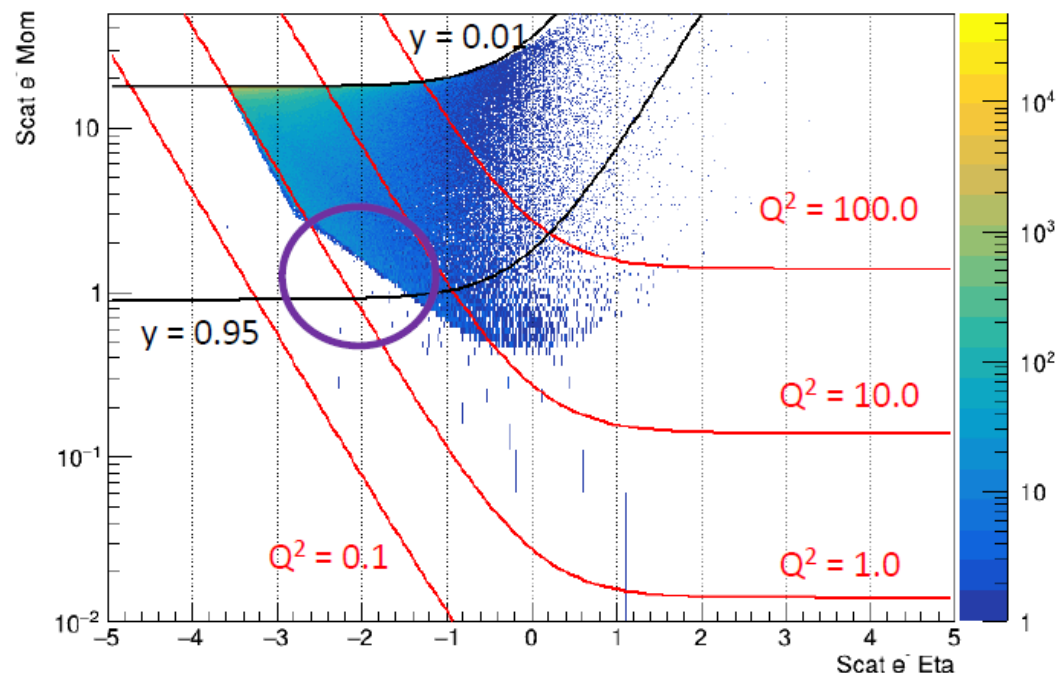 Scat e⁻ Mom
10
1
10⁻¹
10⁻²
y = 0.01
y = 0.95
Q² = 100.0
Q² = 10.0
Q² = 0.1
Q² = 1.0
−5 −4 −3 −2 −1 0 1 2 3 4 5
Scat e⁻ Eta
10⁴
10³
10²
10
1